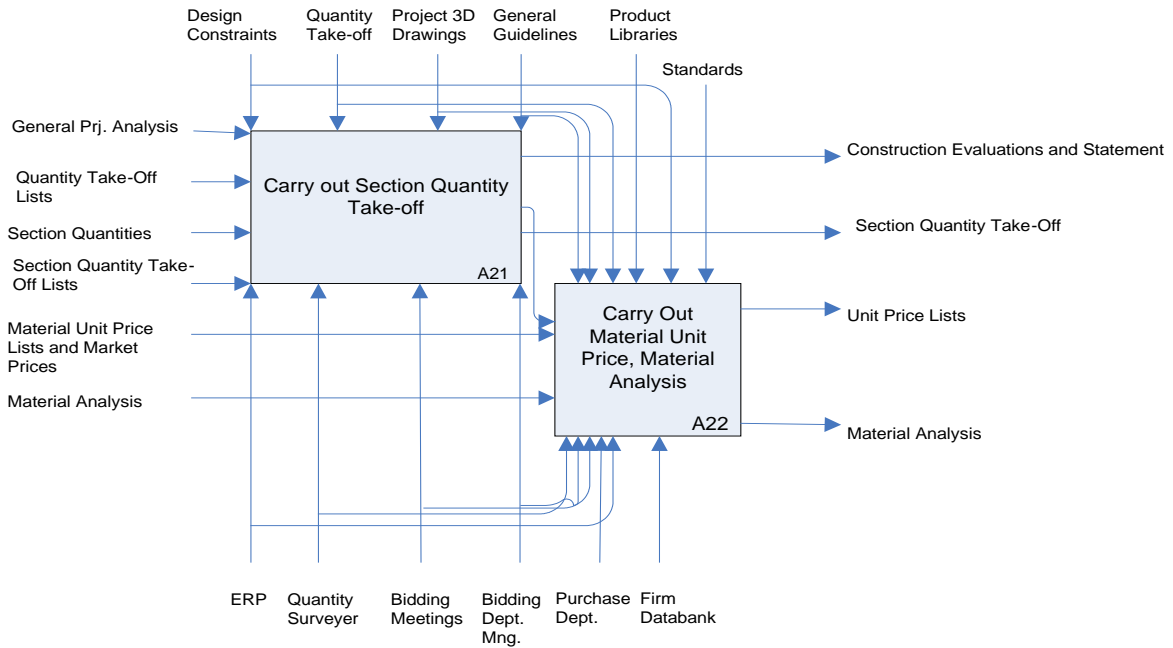 Design
Constraints
Quantity
Take-off
Project 3D
Drawings
General
Guidelines
Product
Libraries
Standards
General Prj. Analysis
Quantity Take-Off
Lists
Section Quantities
Section Quantity Take-
Off Lists
Material Unit Price
Lists and Market
Prices
Material Analysis
Carry out Section Quantity
Take-off
A21
Carry Out
Material Unit
Price, Material
Analysis
A22
Construction Evaluations and Statement
Section Quantity Take-Off
Unit Price Lists
Material Analysis
ERP
Quantity
Surveyer
Bidding
Meetings
Bidding
Dept.
Mng.
Purchase
Dept.
Firm
Databank